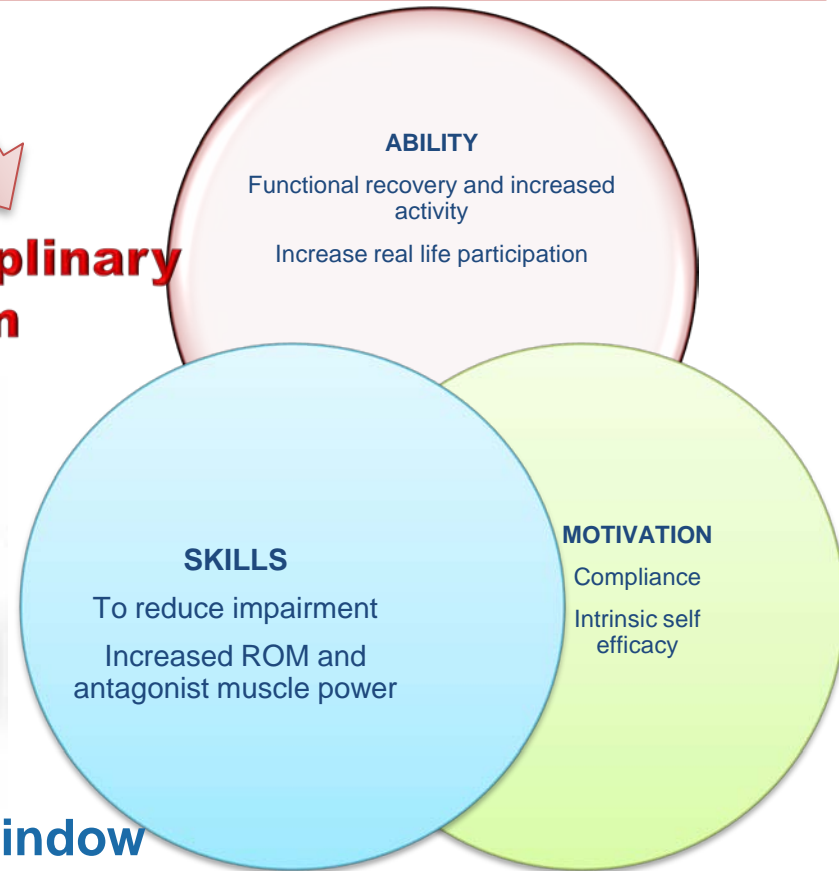 ABILITY
Functional recovery and increased
activity
Increase real life participation
plinary
n
SKILLS
To reduce impairment
Increased ROM and
antagonist muscle power
MOTIVATION
Compliance
Intrinsic self
efficacy
indow